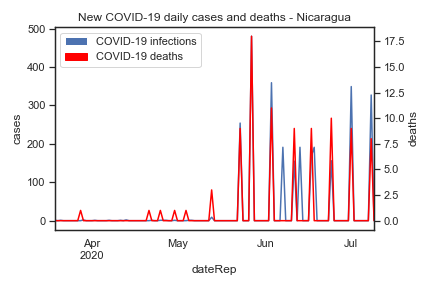 New COVID-19 daily cases and deaths - Nicaragua
COVID-19 infections
COVID-19 deaths
500
400
300
200
100
0
cases
17.5
15.0
12.5
10.0
7.5
5.0
2.5
0.0
deaths
Apr
2020
May
Jun
Jul
dateRep